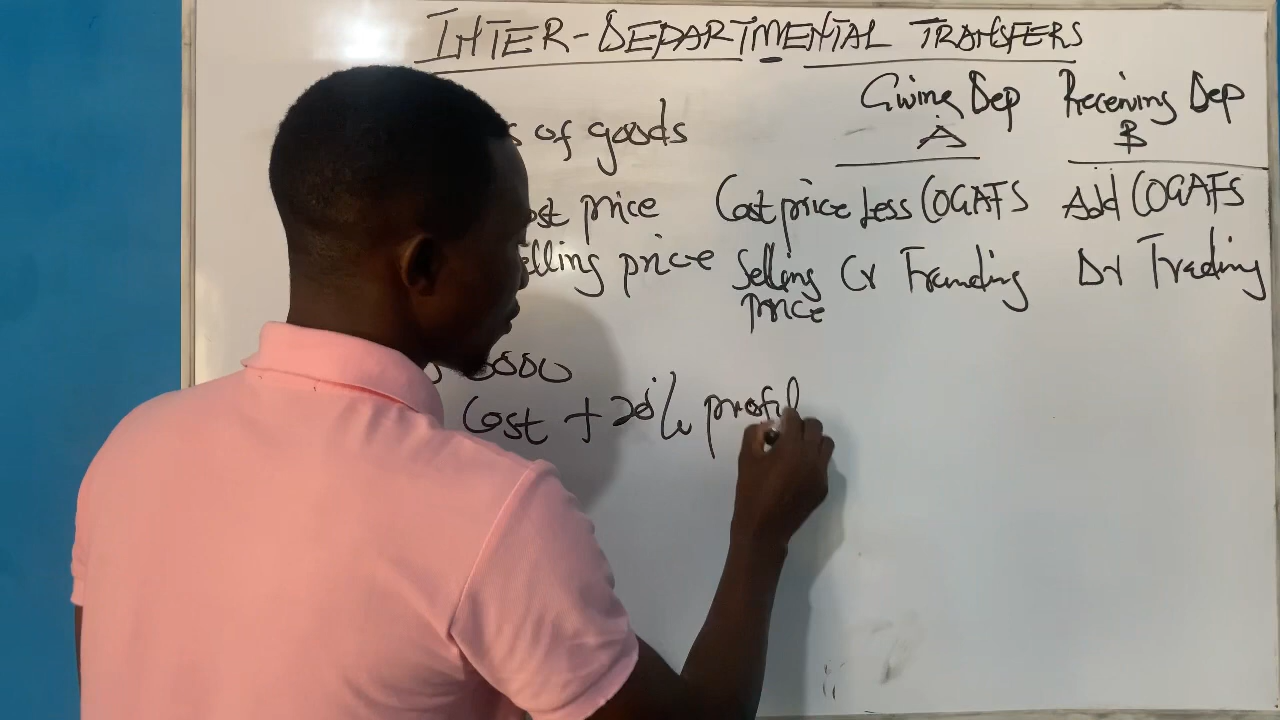 INTER-DEPARTMENTAL TRANSFERS
Giving Dep Receiving Dep
of goods A B
price Cost price Less COGAFS Add COGAFS
price Selling Cr Trading Dr Trading
price
Cost + 20% profi